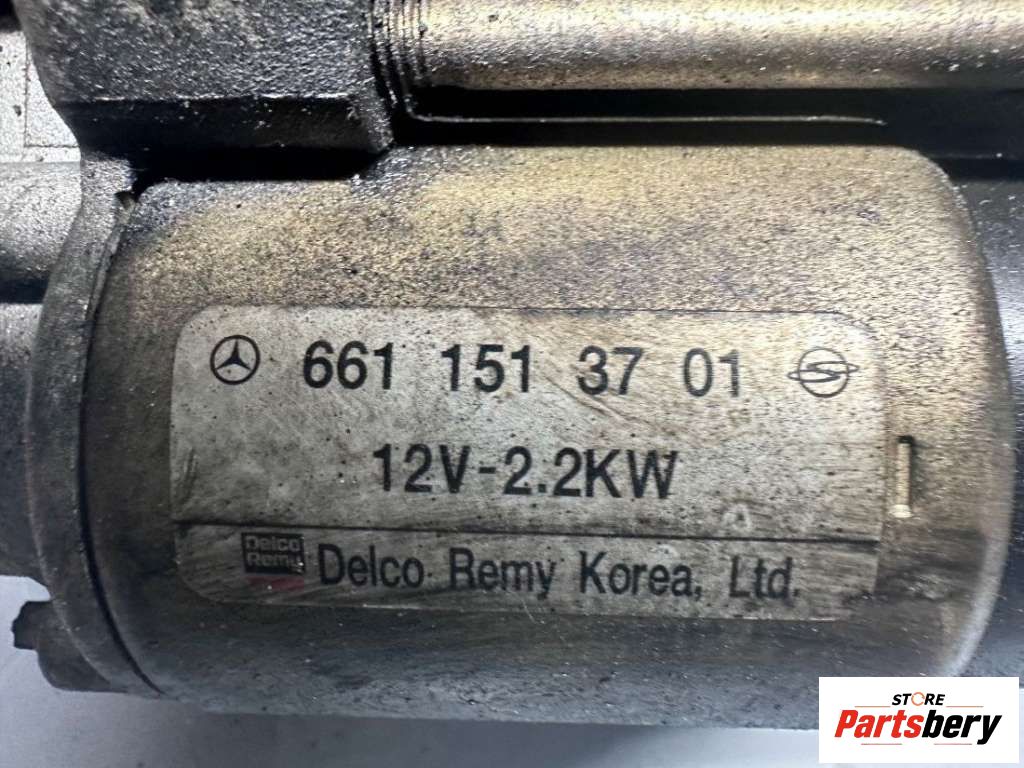 661 151 37 01
12V-2.2KW
Delco
Remy
Delco Remy Korea, Ltd.
STORE
Partsbery